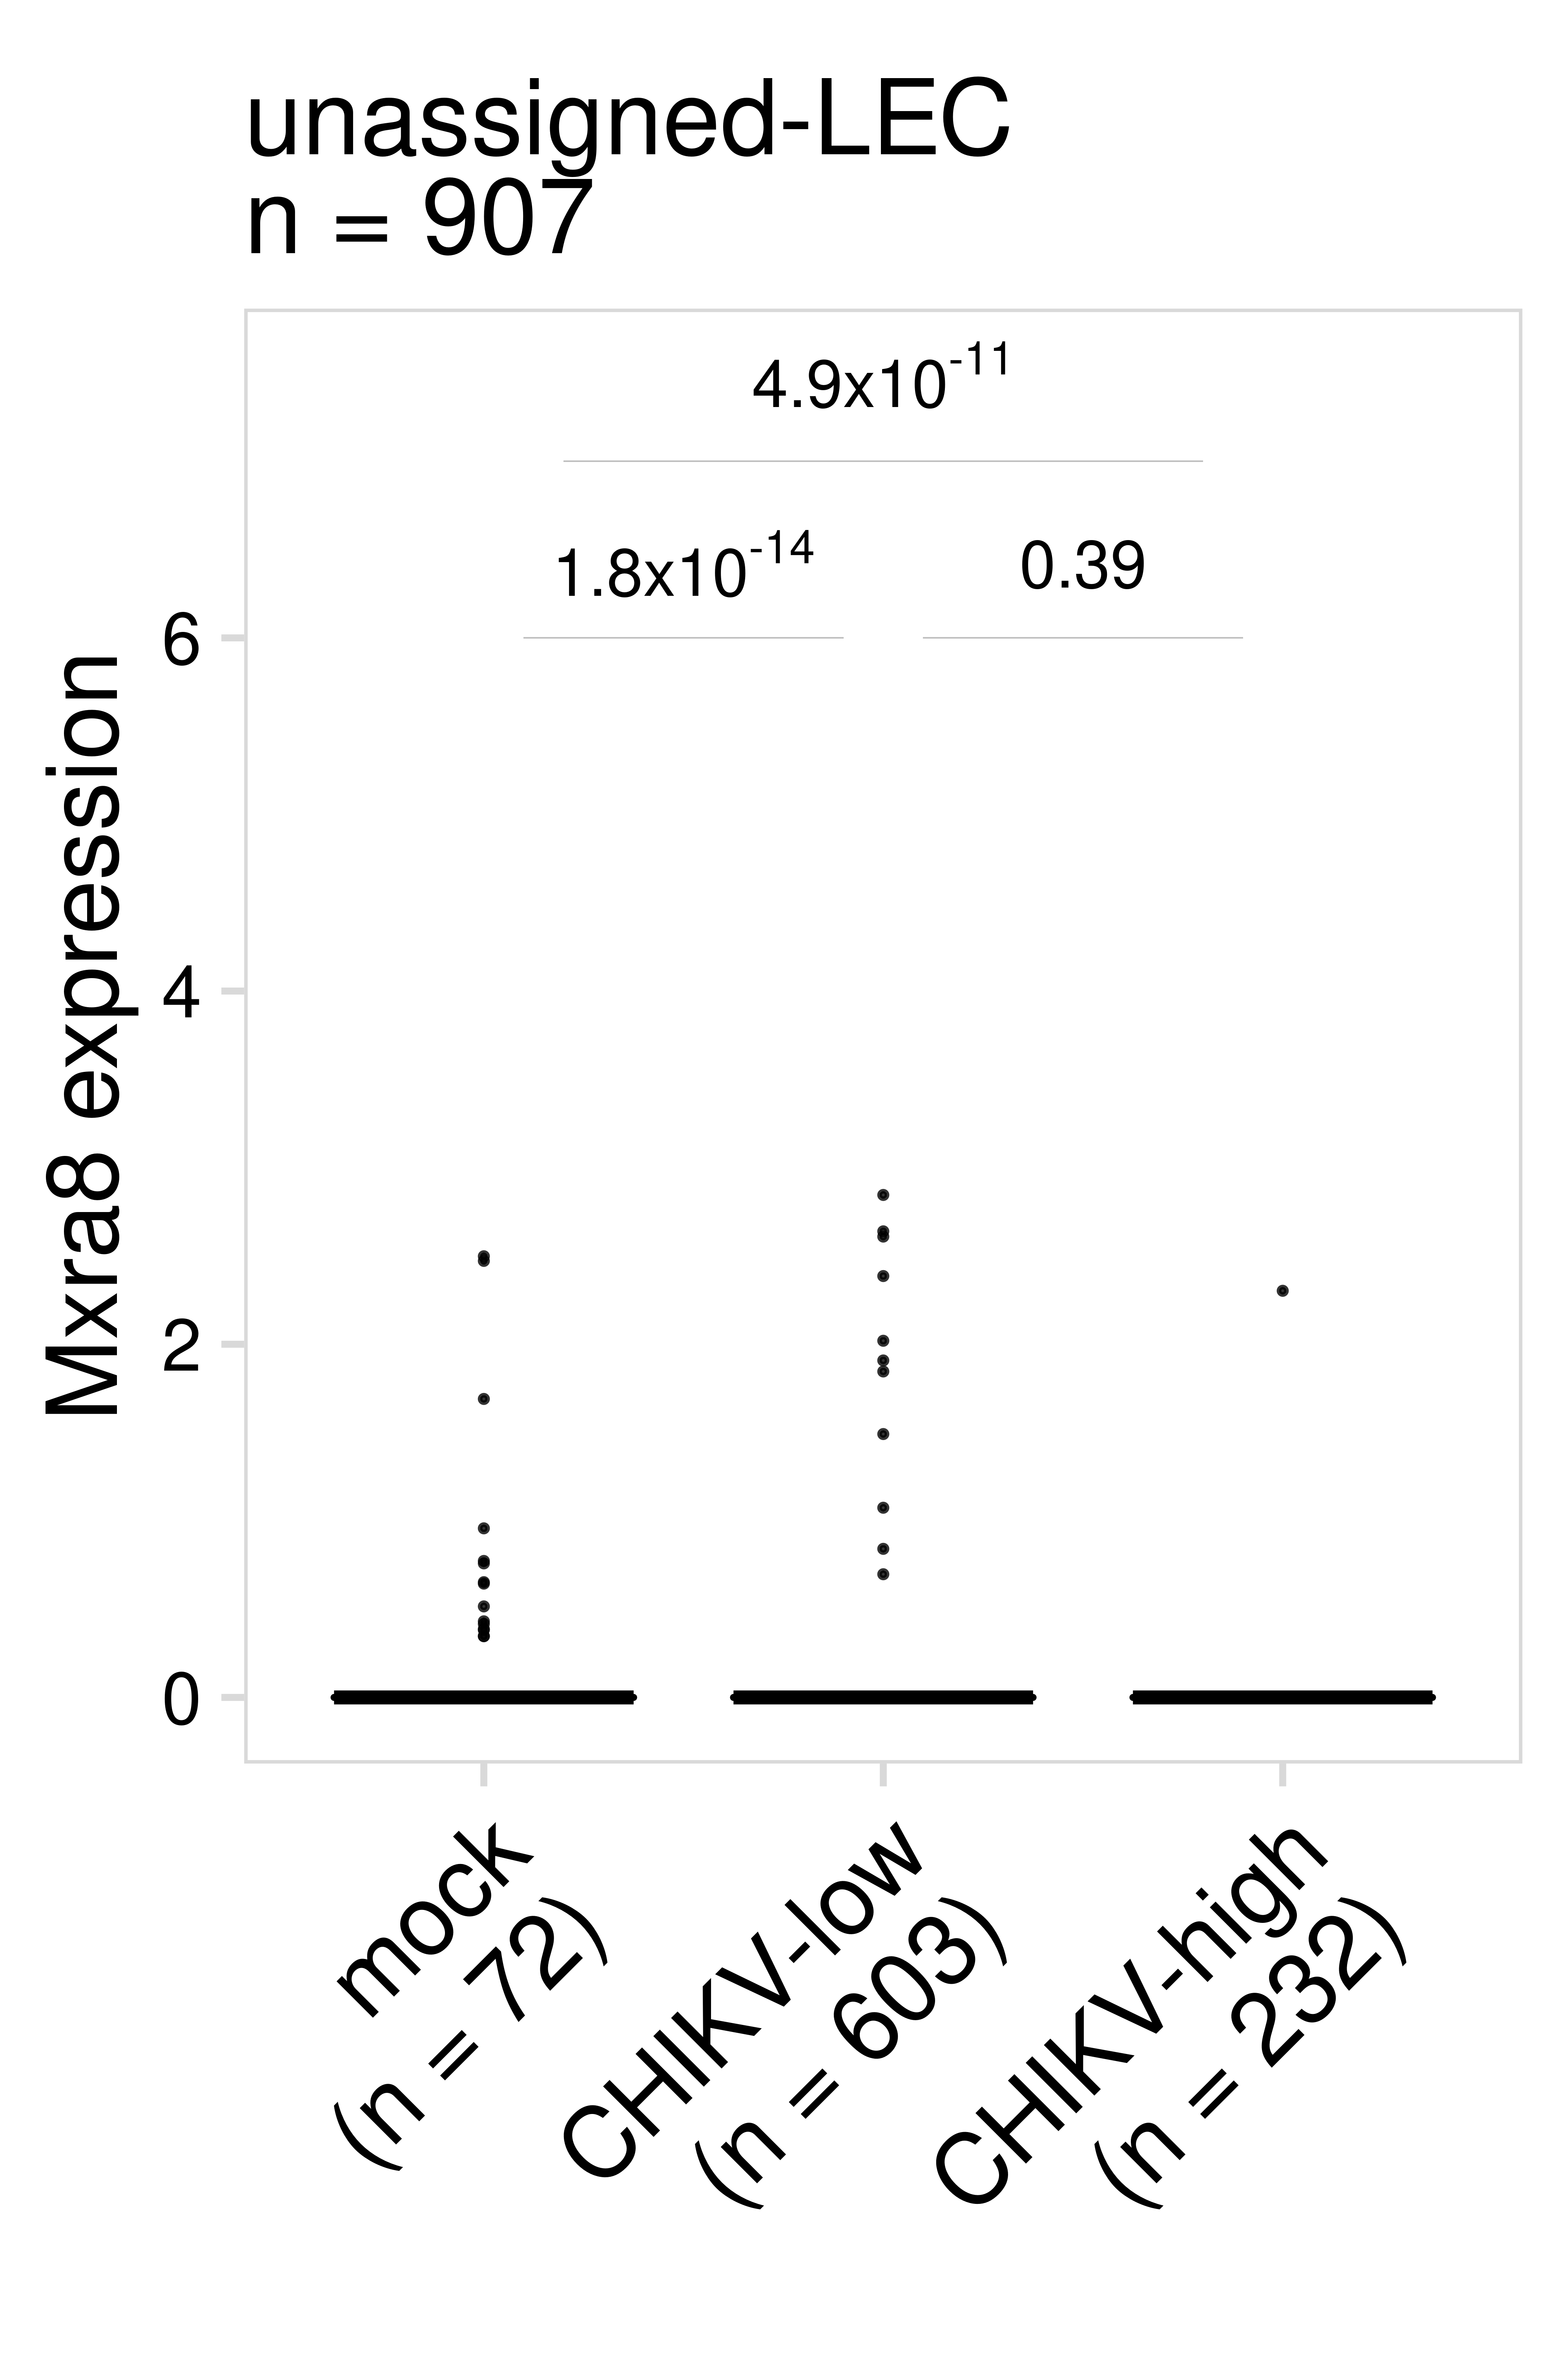 unassigned-LEC
n = 907
4.9x10⁻¹¹
1.8x10⁻¹⁴
0.39
Mxra8 expression
6
4
2
0
mock
(n = 72)
CHIKV-low
(n = 603)
CHIKV-high
(n = 232)